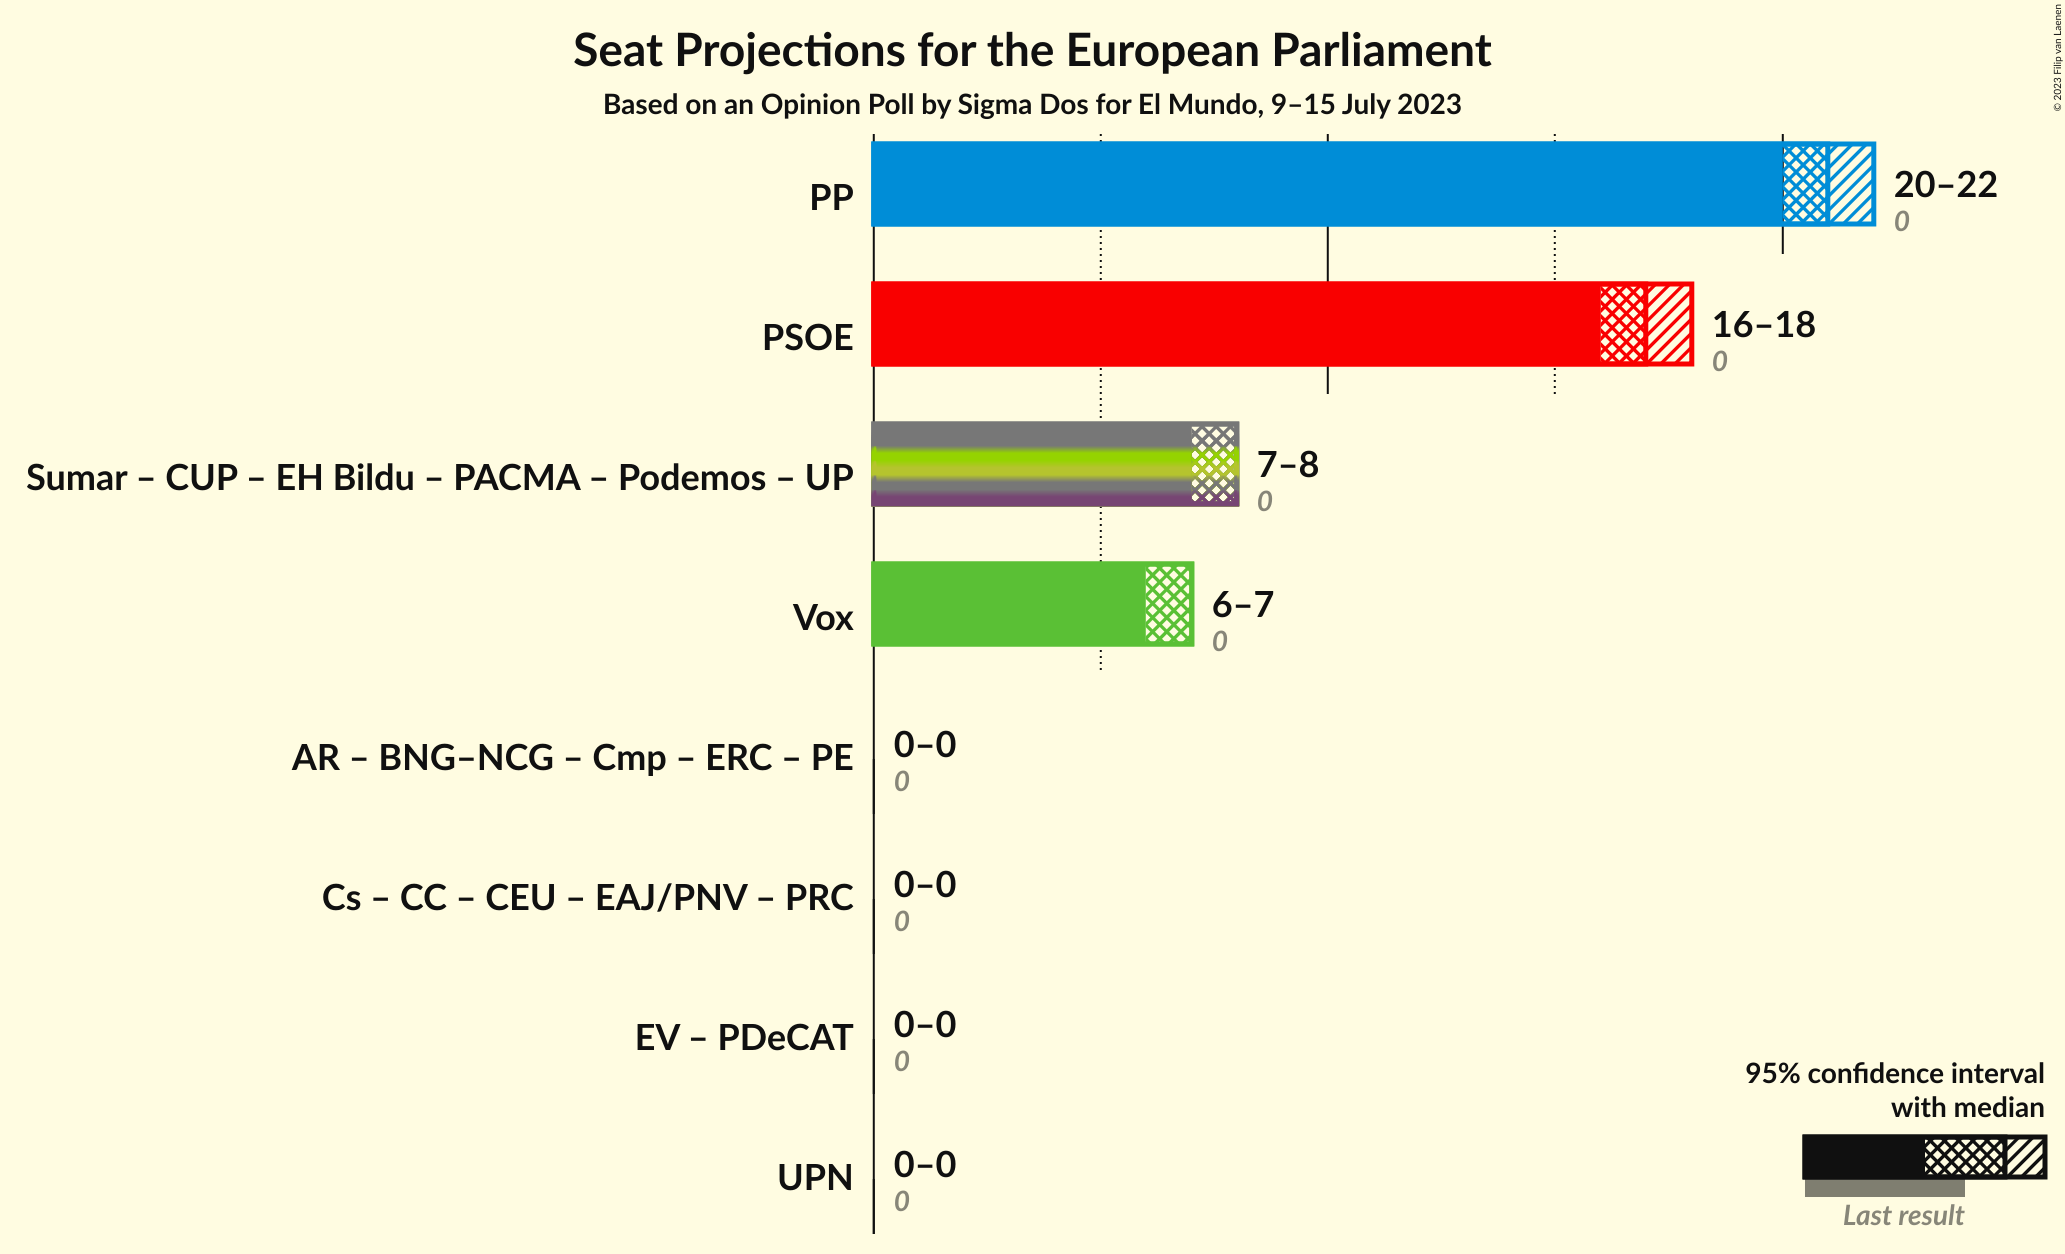 Seat Projections for the European Parliament
Based on an Opinion Poll by Sigma Dos for El Mundo, 9–15 July 2023
© 2023 Filip van Laenen
PP
20–22
0
PSOE
16–18
0
Sumar – CUP – EH Bildu – PACMA – Podemos – UP
7–8
0
Vox
6–7
0
AR – BNG–NCG – Cmp – ERC – PE
0–0
0
Cs – CC – CEU – EAJ/PNV – PRC
0–0
0
EV – PDeCAT
0–0
0
UPN
0–0
0
95% confidence interval
with median
Last result